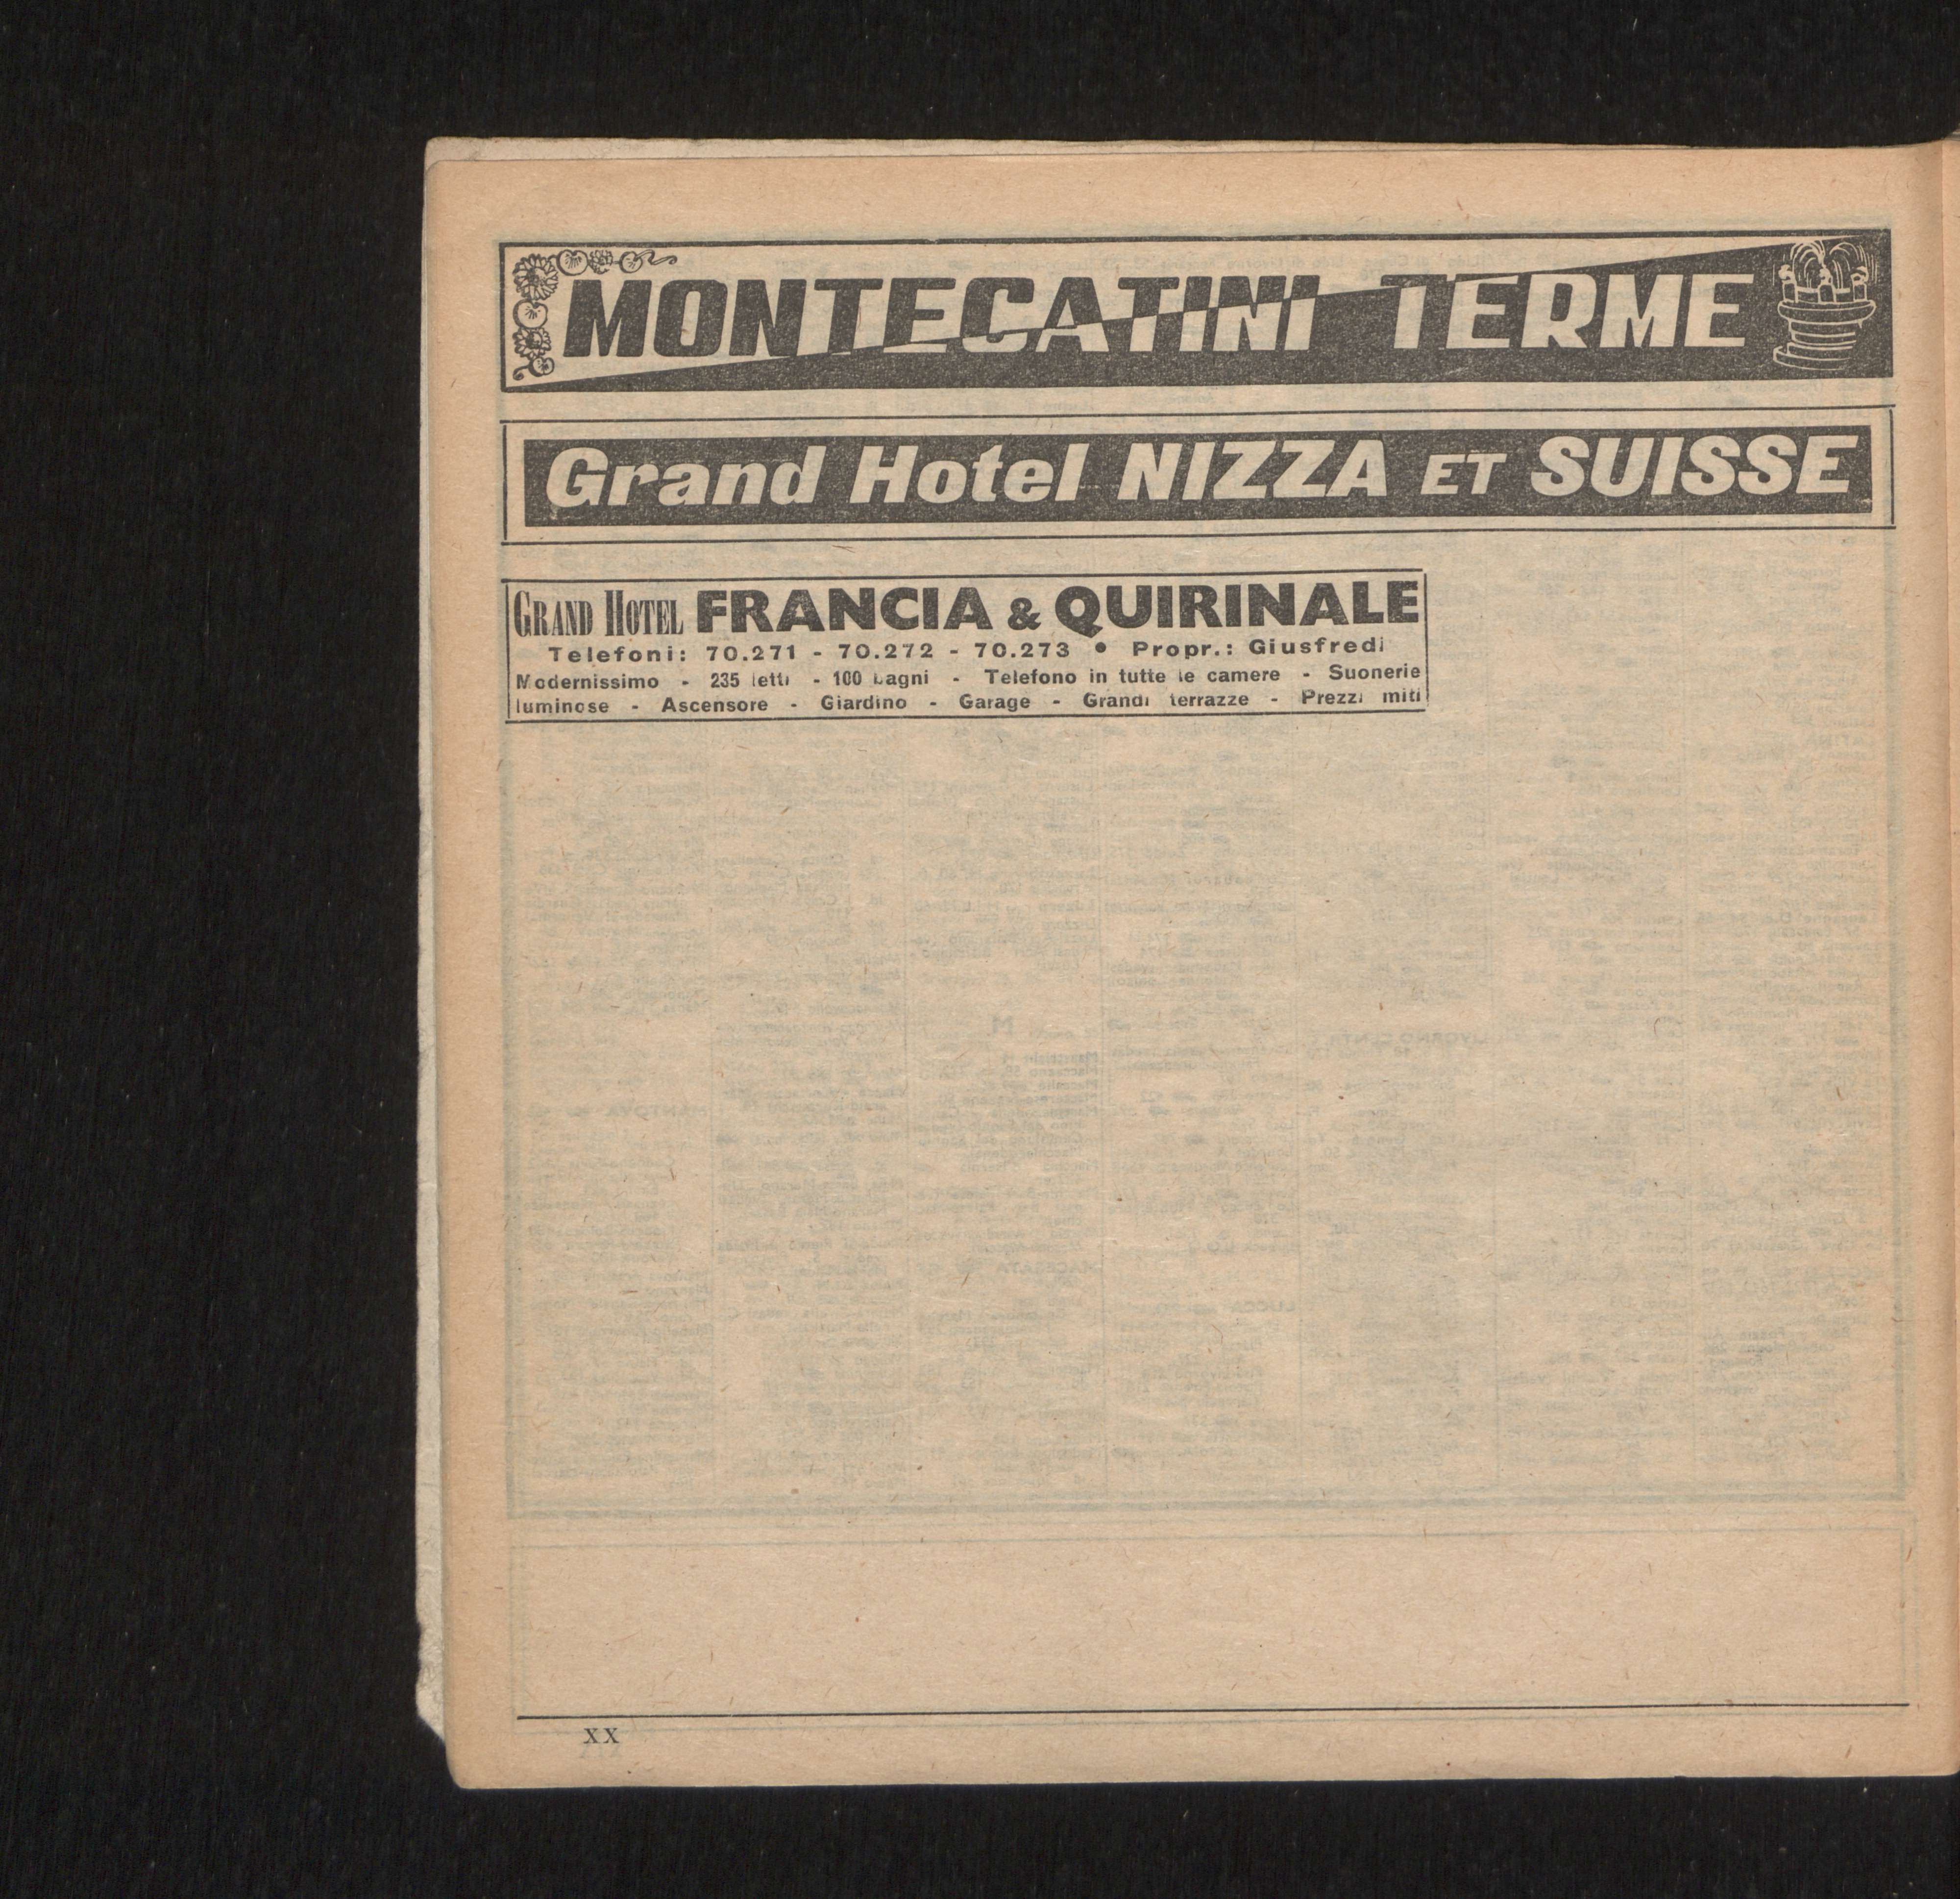 MONTECATINI TERME
Grand Hotel NIZZA ET SUISSE
GRAND HOTEL FRANCIA & QUIRINALE
Telefoni: 70.271 - 70.272 - 70.273 • Propr.: Giusfredi
Modernissimo - 235 letti - 100 bagni - Telefono in tutte le camere - Suonerie
luminose - Ascensore - Giardino - Garage - Grandi terrazze - Prezzi miti
XX